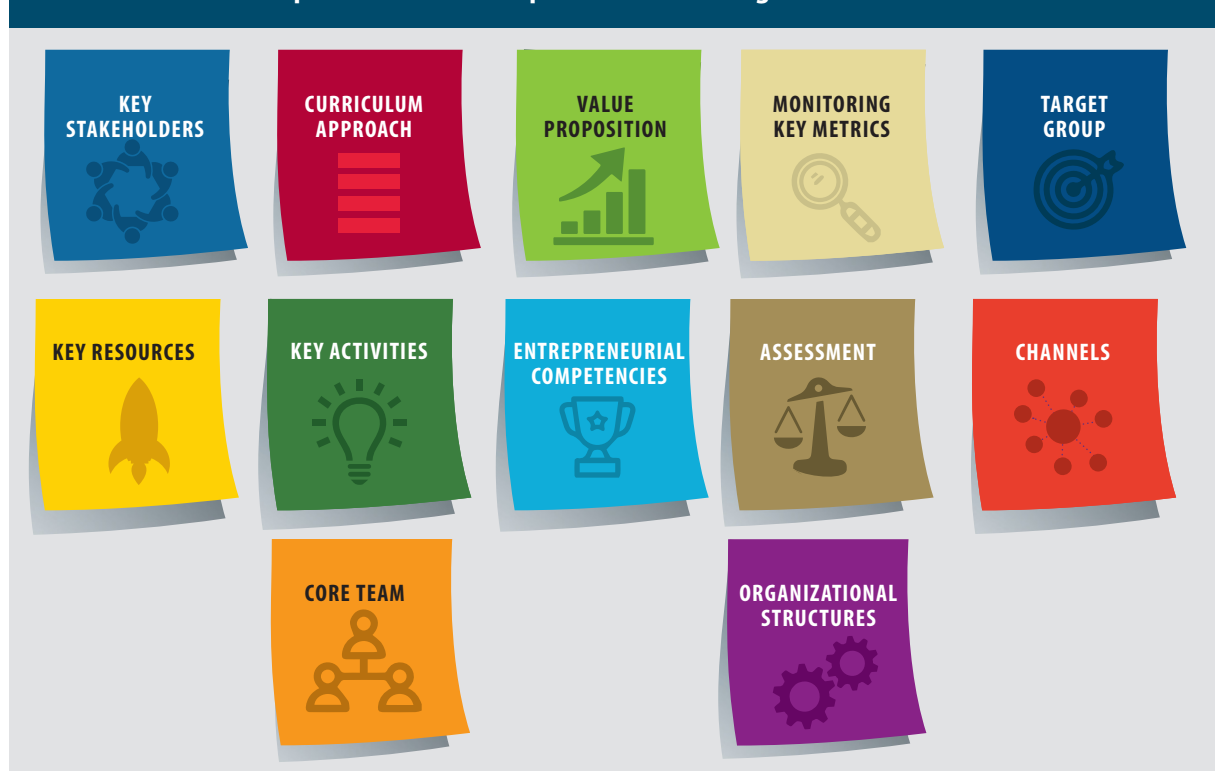 KEY
STAKEHOLDERS
CURRICULUM
APPROACH
VALUE
PROPOSITION
MONITORING
KEY METRICS
TARGET
GROUP
KEY RESOURCES
KEY ACTIVITIES
ENTREPRENEURIAL
COMPETENCIES
ASSESSMENT
CHANNELS
CORE TEAM
ORGANIZATIONAL
STRUCTURES